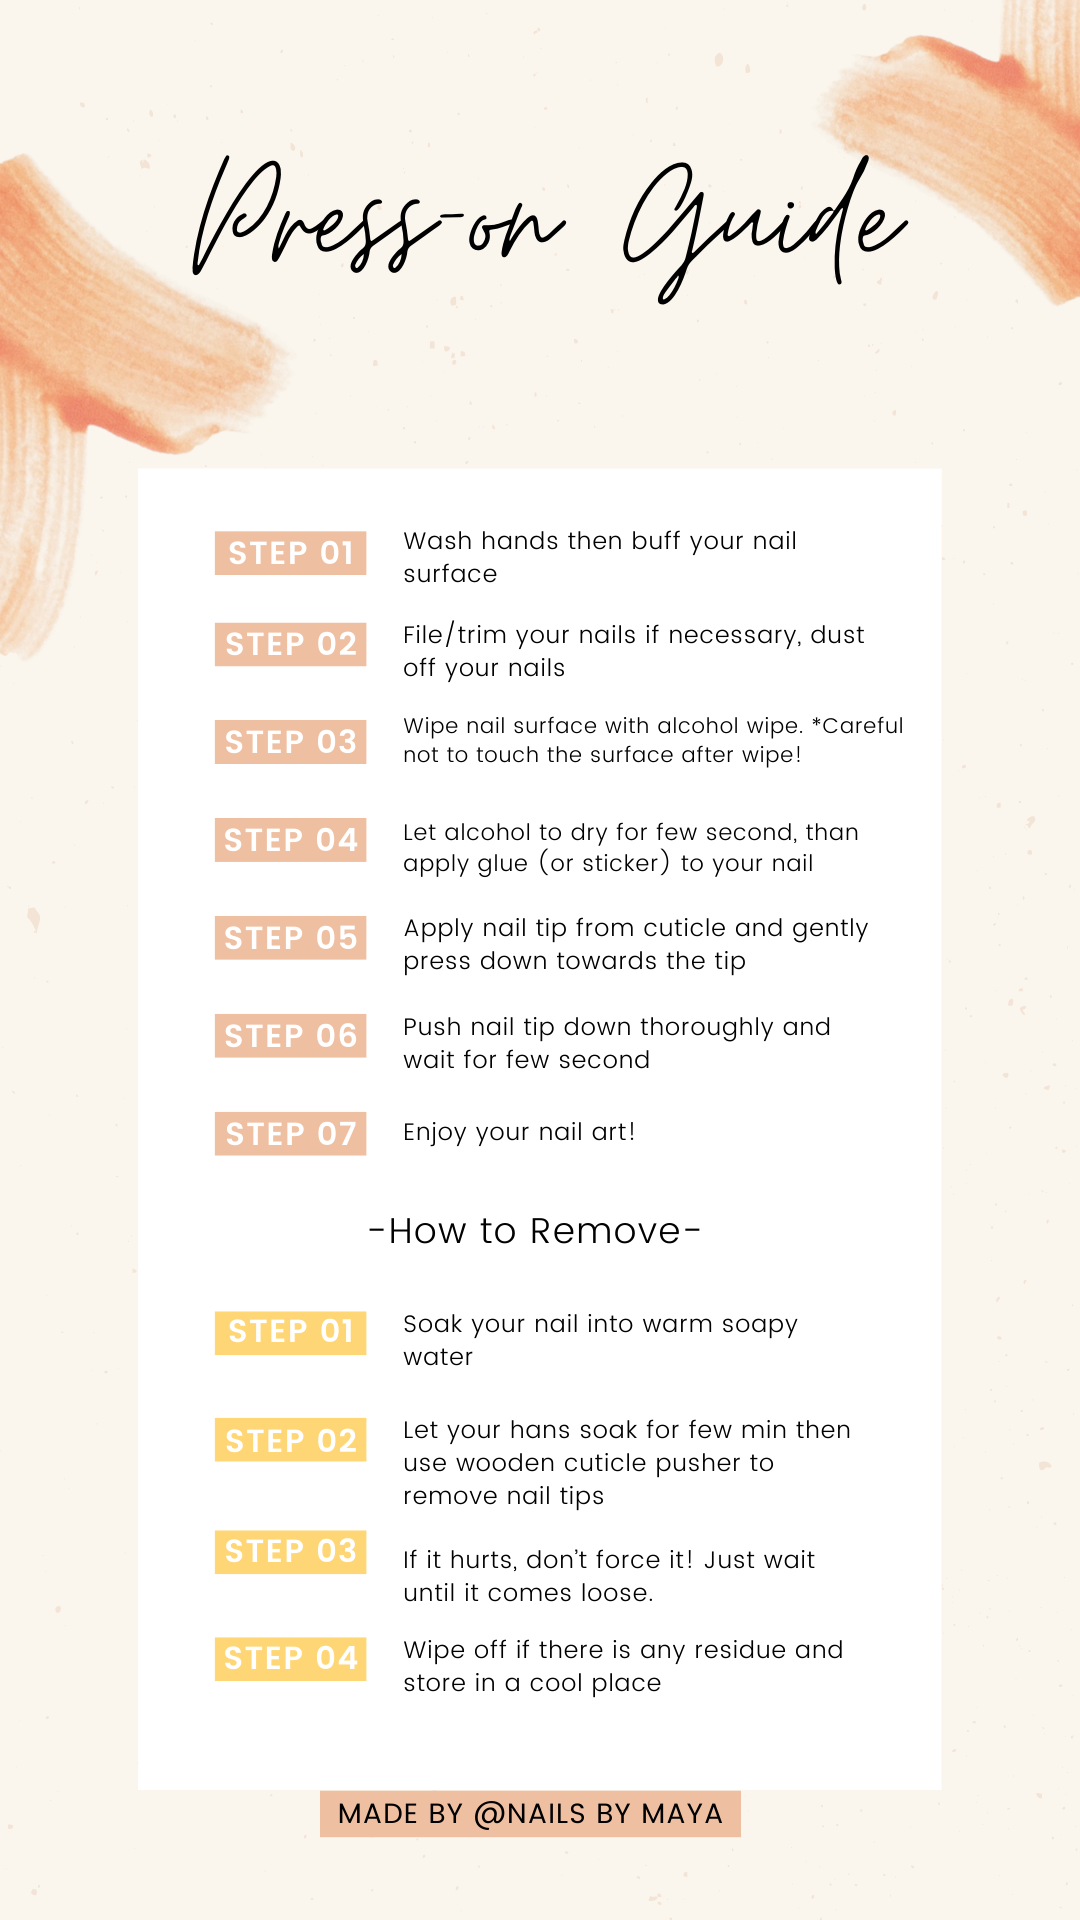 Press-on Guide
STEP 01
Wash hands then buff your nail
surface
STEP 02
File/trim your nails if necessary, dust
off your nails
STEP 03
Wipe nail surface with alcohol wipe. *Careful
not to touch the surface after wipe!
STEP 04
Let alcohol to dry for few second, than
apply glue (or sticker) to your nail
STEP 05
Apply nail tip from cuticle and gently
press down towards the tip
STEP 06
Push nail tip down thoroughly and
wait for few second
STEP 07
Enjoy your nail art!
-How to Remove-
STEP 01
Soak your nail into warm soapy
water
STEP 02
Let your hans soak for few min then
use wooden cuticle pusher to
remove nail tips
STEP 03
If it hurts, don't force it! Just wait
until it comes loose.
STEP 04
Wipe off if there is any residue and
store in a cool place
MADE BY @NAILS BY MAYA